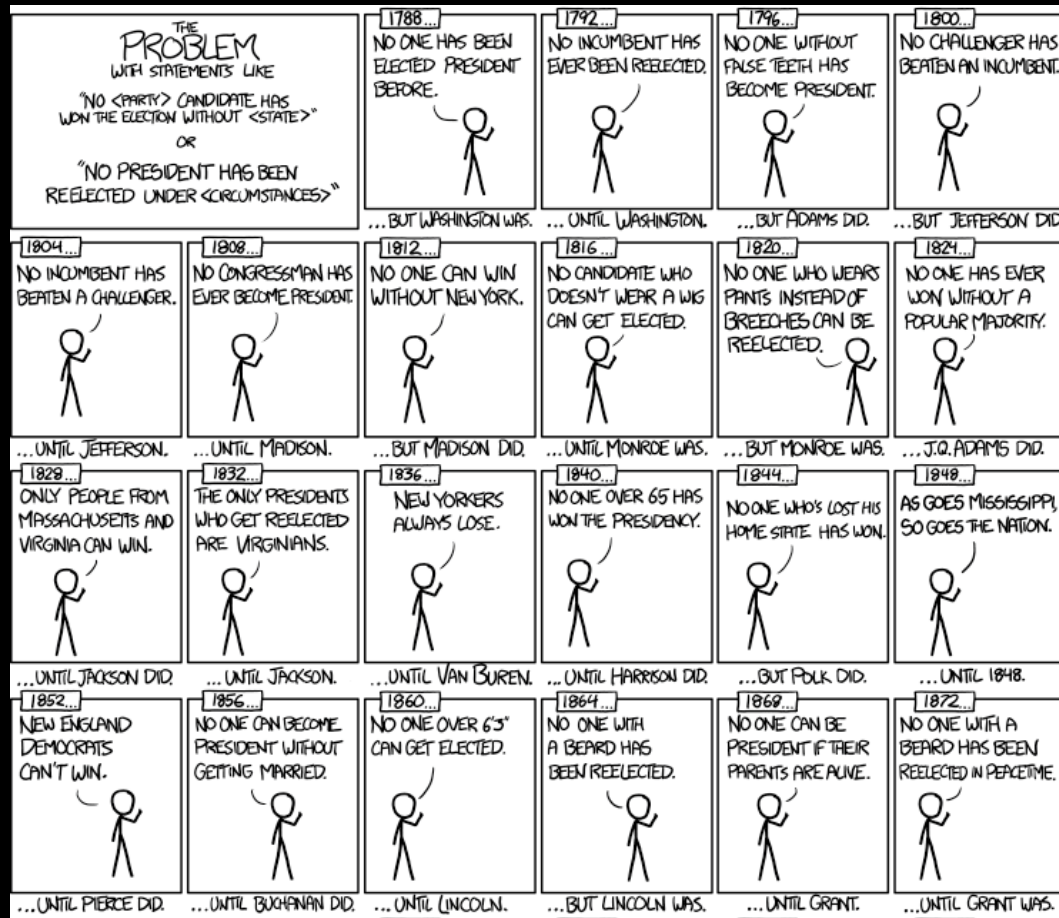 THE
PROBLEM
WITH STATEMENTS LIKE
"NO <PARTY> CANDIDATE HAS
WON THE ELECTION WITHOUT <STATE>"
OR
"NO PRESIDENT HAS BEEN
REELECTED UNDER <CIRCUMSTANCES>"
1788...
NO ONE HAS BEEN
ELECTED PRESIDENT
BEFORE.
...BUT WASHINGTON WAS.
1792...
NO INCUMBENT HAS
EVER BEEN REELECTED.
...UNTIL WASHINGTON.
1796...
NO ONE WITHOUT
FALSE TEETH HAS
BECOME PRESIDENT.
...BUT ADAMS DID.
1800...
NO CHALLENGER HAS
BEATEN AN INCUMBENT.
...BUT JEFFERSON DID.
1804...
NO INCUMBENT HAS
BEATEN A CHALLENGER.
...UNTIL JEFFERSON.
1808...
NO CONGRESSMAN HAS
EVER BECOME PRESIDENT.
...UNTIL MADISON.
1812...
NO ONE CAN WIN
WITHOUT NEW YORK.
...BUT MADISON DID.
1816...
NO CANDIDATE WHO
DOESN'T WEAR A WIG
CAN GET ELECTED.
...UNTIL MONROE WAS.
1820...
NO ONE WHO WEARS
PANTS INSTEAD OF
BREECHES CAN BE
REELECTED.
...BUT MONROE WAS.
1824...
NO ONE HAS EVER
WON WITHOUT A
POPULAR MAJORITY.
...J.Q. ADAMS DID.
1828...
ONLY PEOPLE FROM
MASSACHUSETTS AND
VIRGINIA CAN WIN.
...UNTIL JACKSON DID.
1832...
THE ONLY PRESIDENTS
WHO GET REELECTED
ARE VIRGINIANS.
...UNTIL JACKSON.
1836...
NEW YORKERS
ALWAYS LOSE.
...UNTIL VAN BUREN.
1840...
NO ONE OVER 65 HAS
WON THE PRESIDENCY.
...UNTIL HARRISON DID.
1844...
NO ONE WHO'S LOST HIS
HOME STATE HAS WON.
...BUT POLK DID.
1848...
AS GOES MISSISSIPPI,
SO GOES THE NATION.
...UNTIL 1848.
1852...
NEW ENGLAND
DEMOCRATS
CAN'T WIN.
...UNTIL PIERCE DID.
1856...
NO ONE CAN BECOME
PRESIDENT WITHOUT
GETTING MARRIED.
...UNTIL BUCHANAN DID.
1860...
NO ONE OVER 6'3"
CAN GET ELECTED.
...UNTIL LINCOLN.
1864...
NO ONE WITH
A BEARD HAS
BEEN REELECTED.
...BUT LINCOLN WAS.
1868...
NO ONE CAN BE
PRESIDENT IF THEIR
PARENTS ARE ALIVE.
...UNTIL GRANT.
1872...
NO ONE WITH A
BEARD HAS BEEN
REELECTED IN PEACETIME.
...UNTIL GRANT WAS.